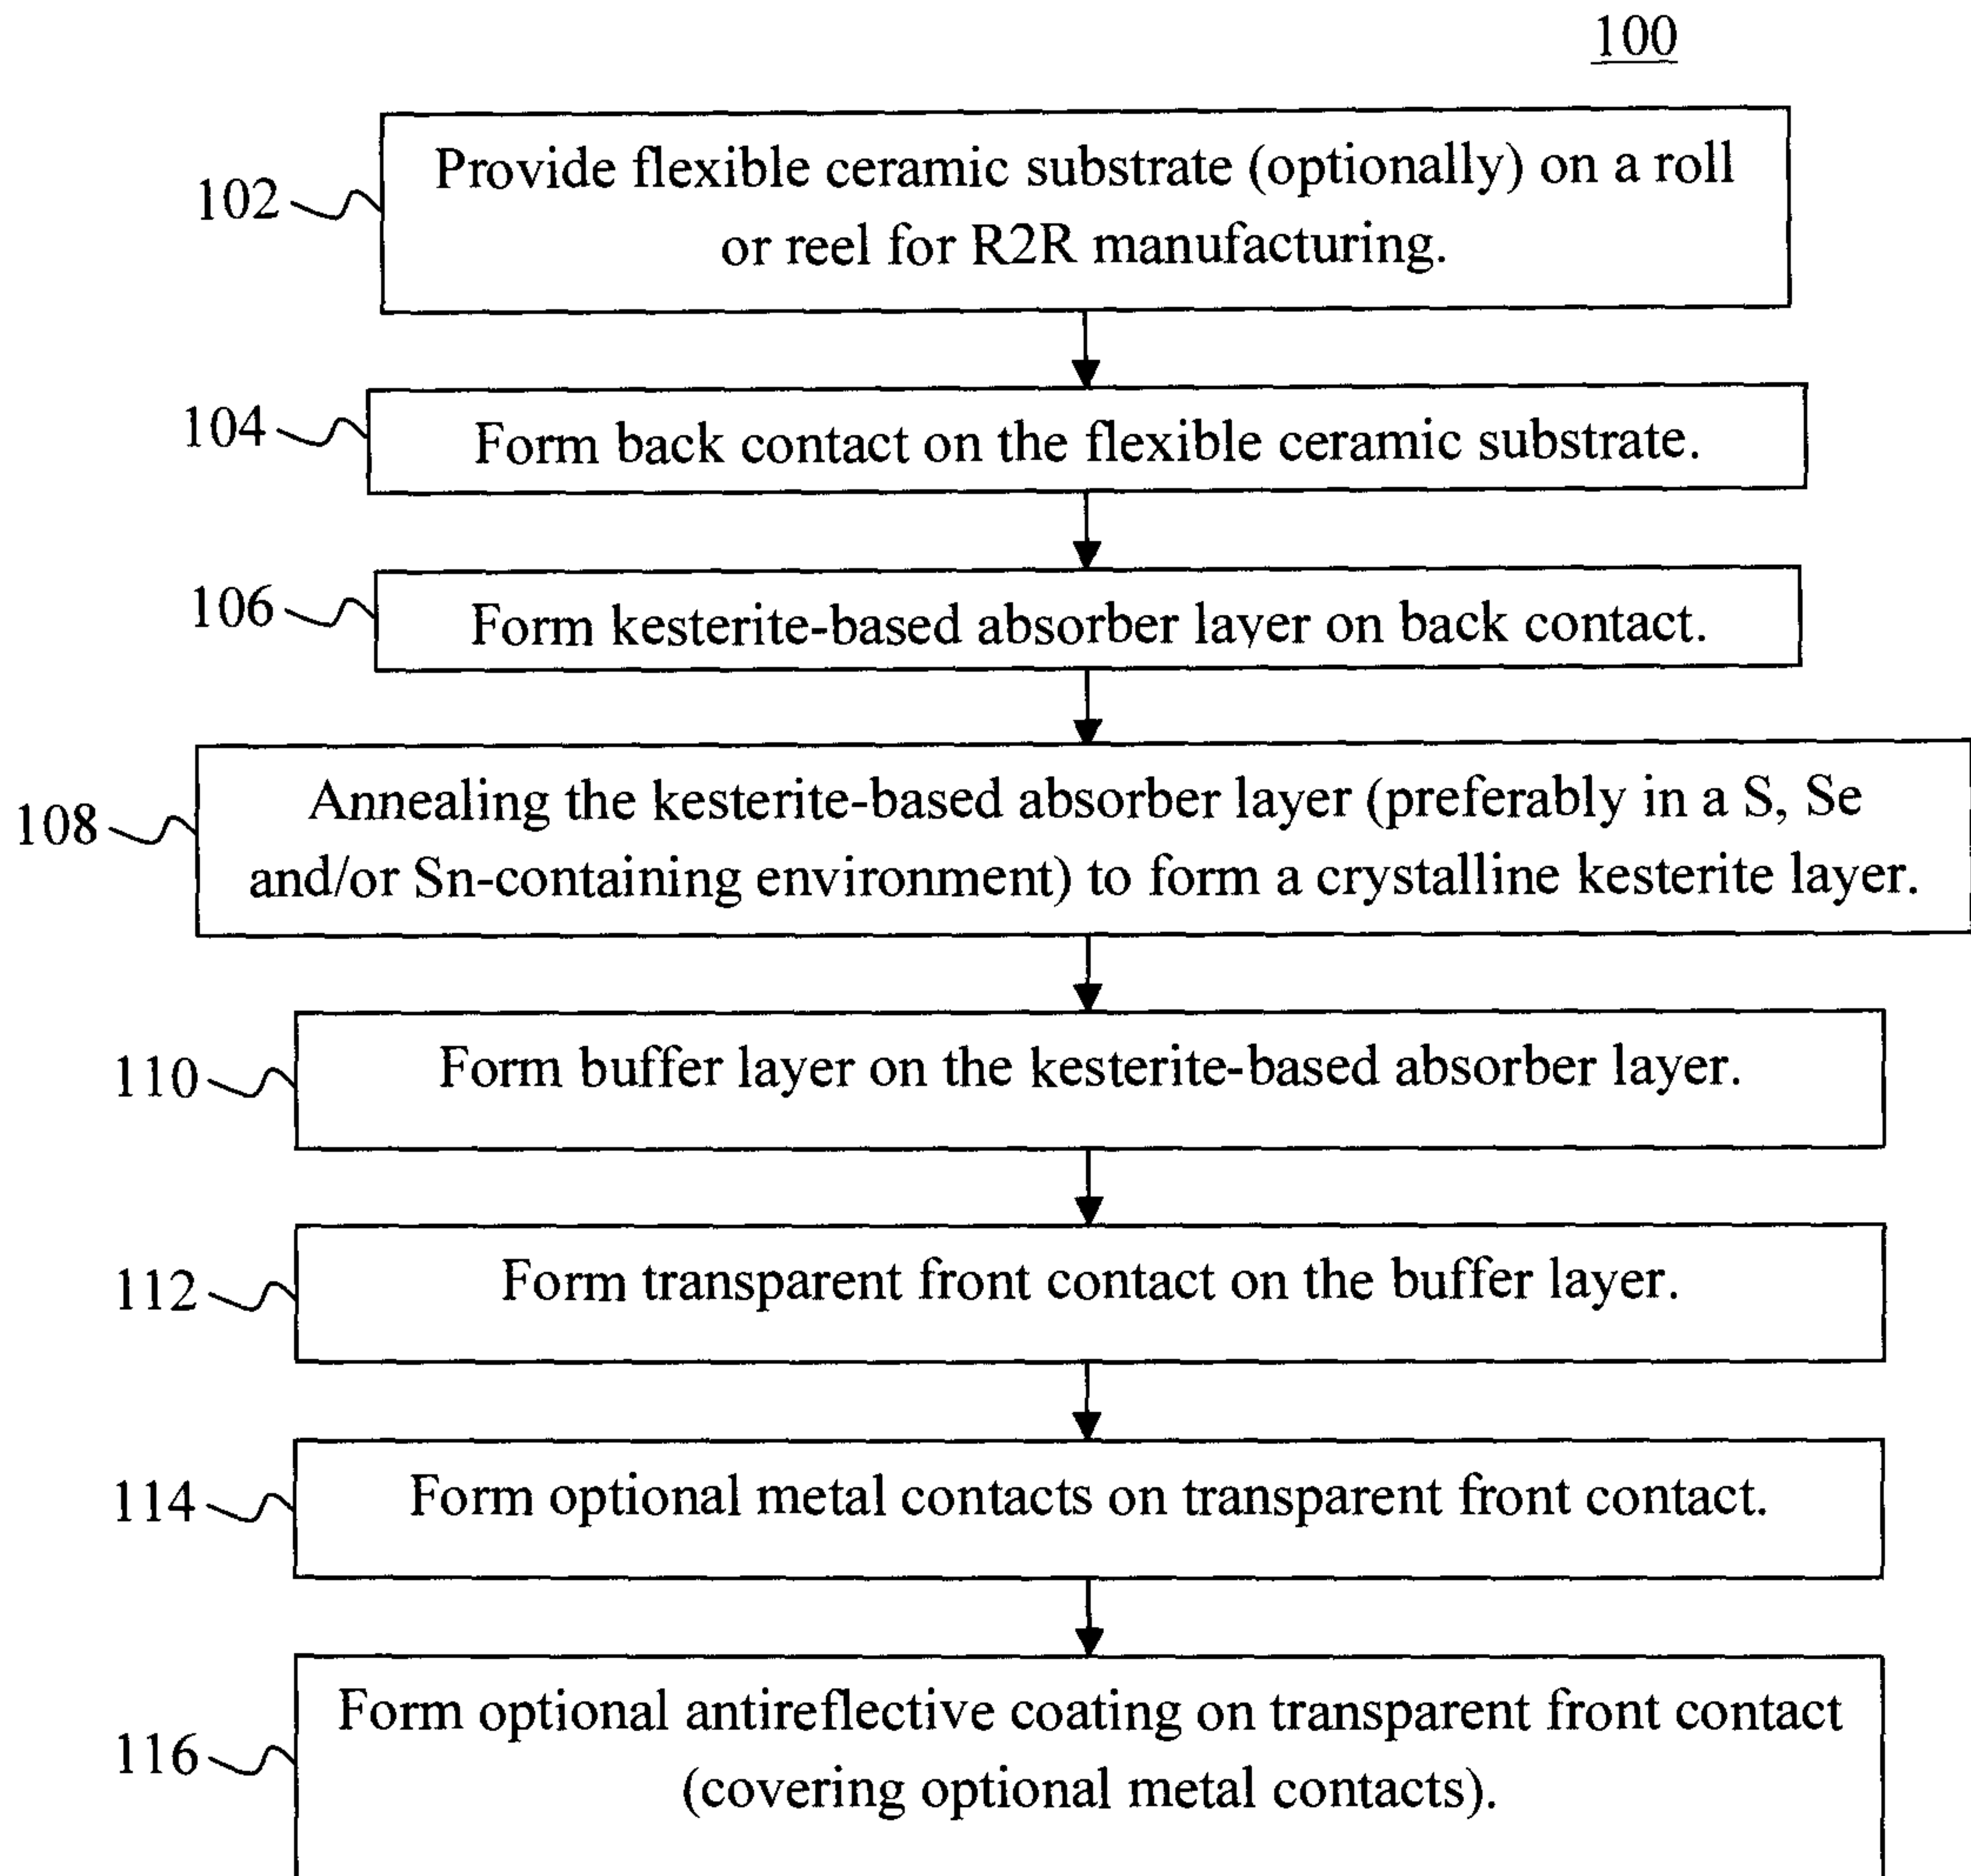 100
102
Provide flexible ceramic substrate (optionally) on a roll
or reel for R2R manufacturing.
104
Form back contact on the flexible ceramic substrate.
106
Form kesterite-based absorber layer on back contact.
108
Annealing the kesterite-based absorber layer (preferably in a S, Se
and/or Sn-containing environment) to form a crystalline kesterite layer.
110
Form buffer layer on the kesterite-based absorber layer.
112
Form transparent front contact on the buffer layer.
114
Form optional metal contacts on transparent front contact.
116
Form optional antireflective coating on transparent front contact
(covering optional metal contacts).